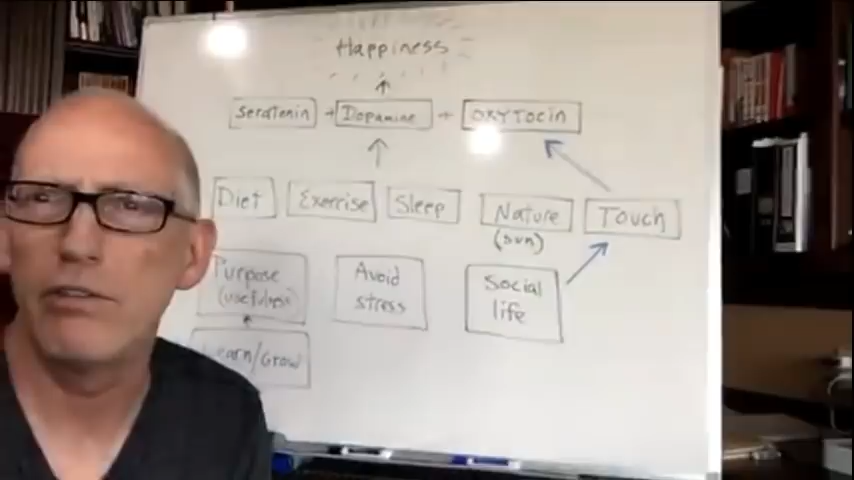 Happiness
Seratonin + Dopamine + OXYTOCIN
Diet Exercise Sleep Nature Touch
(sun)
Purpose Avoid Social
(usefulness) stress life
Learn/Grow